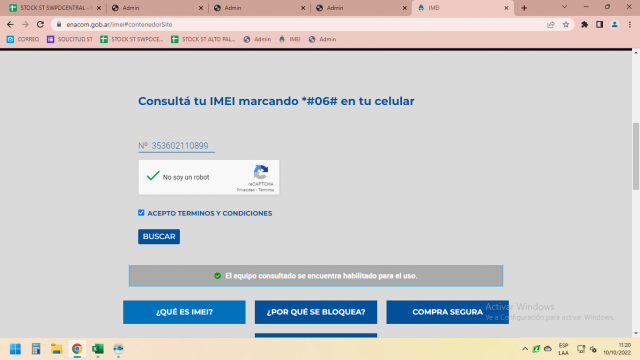 STOCK ST SWPOCENTRAL -
Admin
Admin
Admin
IMEI
enacom.gob.ar/imei#contenedorSite
CORREO
SOLICITUD ST
STOCK ST SWPOCE...
STOCK ST ALTO PAL...
Admin
IMEI
Admin
Consultá tu IMEI marcando *#06# en tu celular
Nº 353602110899
No soy un robot
reCAPTCHA
Privacidad - Términos
ACEPTO TERMINOS Y CONDICIONES
BUSCAR
El equipo consultado se encuentra habilitado para el uso.
¿QUÉ ES IMEI?
¿POR QUÉ SE BLOQUEA?
COMPRA SEGURA
Activar Windows
Ve a Configuración para activar Windows.
ESP
LAA
11:20
10/10/2022